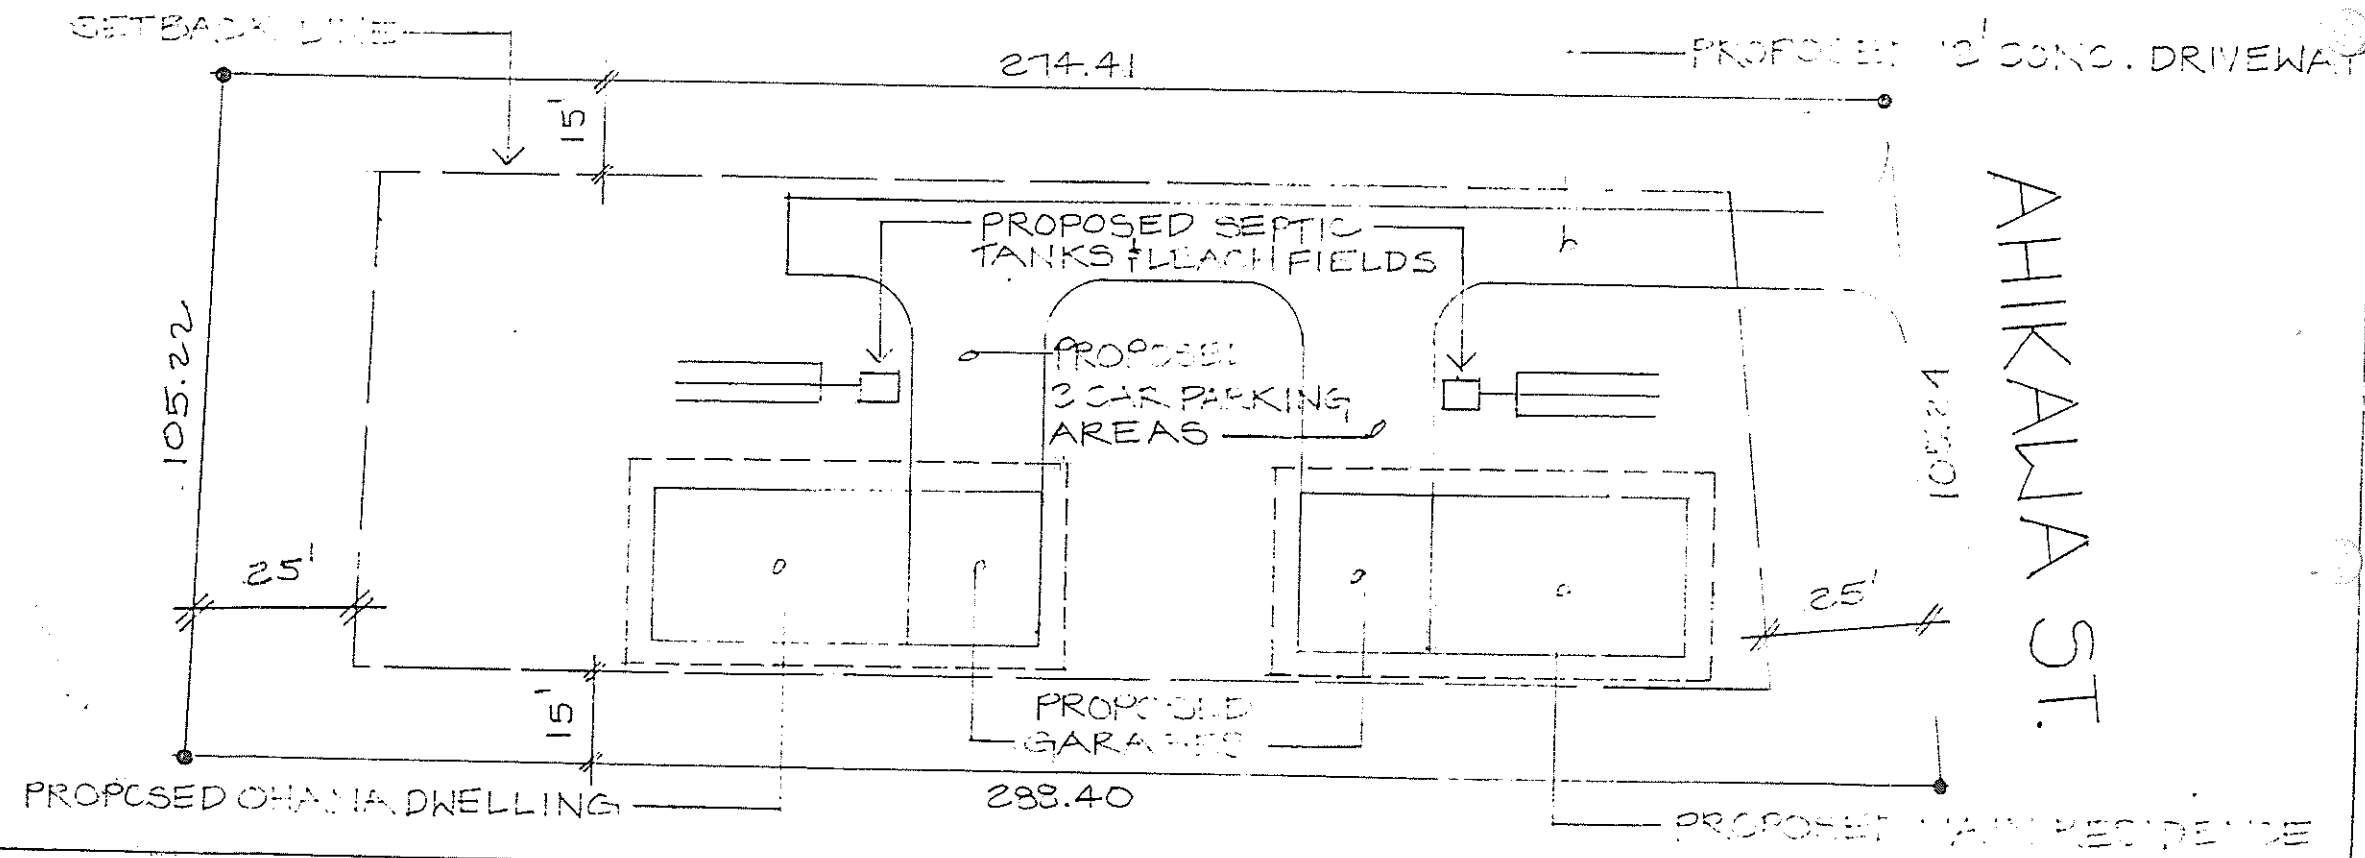 SETBACK LINE
274.41
PROPOSED 12' CONC. DRIVEWAY
15'
PROPOSED SEPTIC
TANKS & LEACH FIELDS
AHIKAWA ST.
105.22
PROPOSED
3 CAR PARKING
AREAS
25'
25'
15'
PROPOSED
GARAGES
PROPOSED OHANA DWELLING
288.40
PROPOSED MAIN RESIDENCE